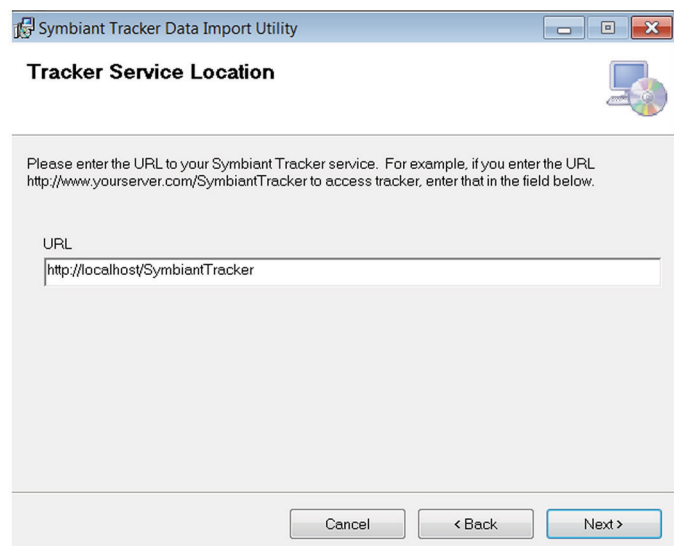 Symbiant Tracker Data Import Utility
Tracker Service Location
Please enter the URL to your Symbiant Tracker service. For example, if you enter the URL
http://www.yourserver.com/SymbiantTracker to access tracker, enter that in the field below.
URL
http://localhost/SymbiantTracker
Cancel
< Back
Next >